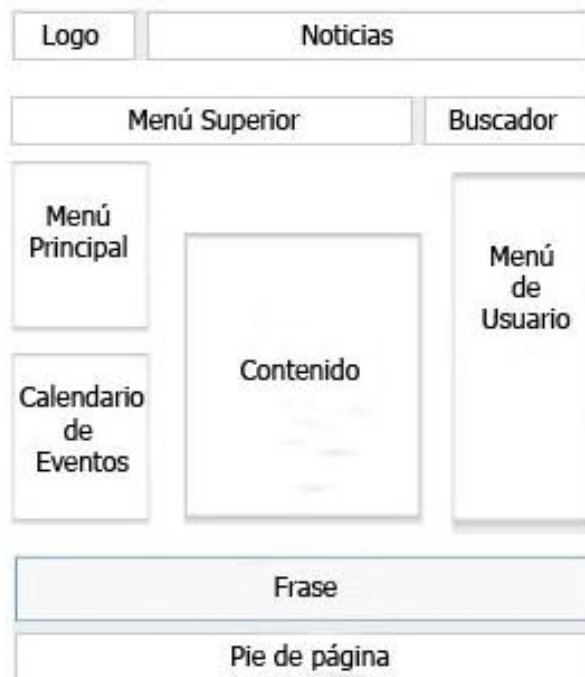 Logo
Noticias
Menú Superior
Buscador
Menú
Principal
Menú
de
Usuario
Contenido
Calendario
de
Eventos
Frase
Pie de página